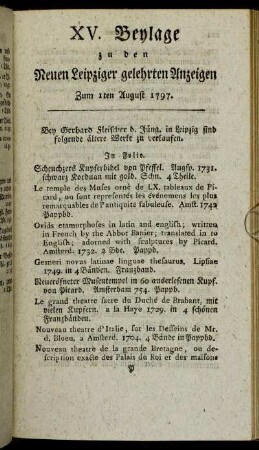 XV. Beylage
zu den
Neuen Leipziger gelehrten Anzeigen
Zum 1ten August 1797.
Bey Gerhard Fleischer d. Jüng. in Leipzig sind
folgende ältere Werke zu verkaufen.
In Folio.
Scheuchzers Kupferbibel von Pfeffel. Augsp. 1731.
schwarz Korduan mit gold. Schn. 4 Theile.
Le temple des Muses orné de LX. tableaux de Pi-
card, ou sont representés les évenemens les plus
remarquables de l'antiquité fabuleuse. Amst. 1742
Pappbd.
Ovids metamorphoses in latin and english; written
in French by the Abbot Banier; translated in to
English; adorned with sculptures by Picard.
Amsterd. 1732. 2 Bde. Pappb.
Gesneri novus latinae linguae thesaurus, Lipsiae
1749. in 4 Bänden. Franzband.
Neueröfneter Musentempel in 60 auserlesenen Kupf.
von Picard. Amsterdam 754. Pappb.
Le grand theatre sacre du Duché de Brabant, mit
vielen Kupfern. a la Haye 1729. in 4 schönen
Franzbänden.
Nouveau theatre d'Italie, sur les Desseins de Mr.
d. Bloeu, a Amsterd. 1704. 4 Bände in Pappbd.
Nouveau theatre de la grande Bretagne, ou de-
scription exacte des Palais du Roi et des maisons